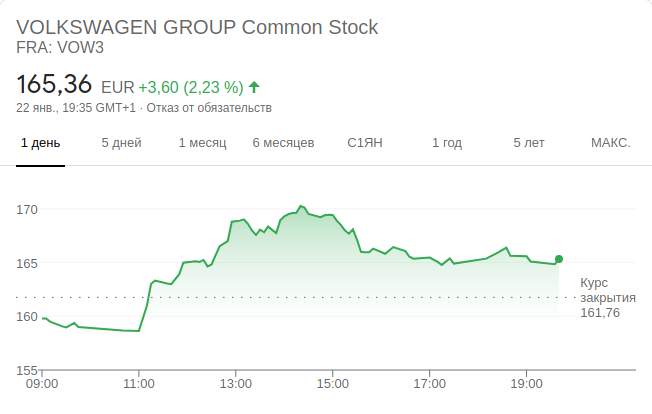 VOLKSWAGEN GROUP Common Stock
FRA: VOW3
165,36 EUR +3,60 (2,23 %)
22 янв., 19:35 GMT+1 · Отказ от обязательств
1 день 5 дней 1 месяц 6 месяцев С1ЯН 1 год 5 лет МАКС.
170
165
Курс
закрытия
161,76
160
155
09:00 11:00 13:00 15:00 17:00 19:00